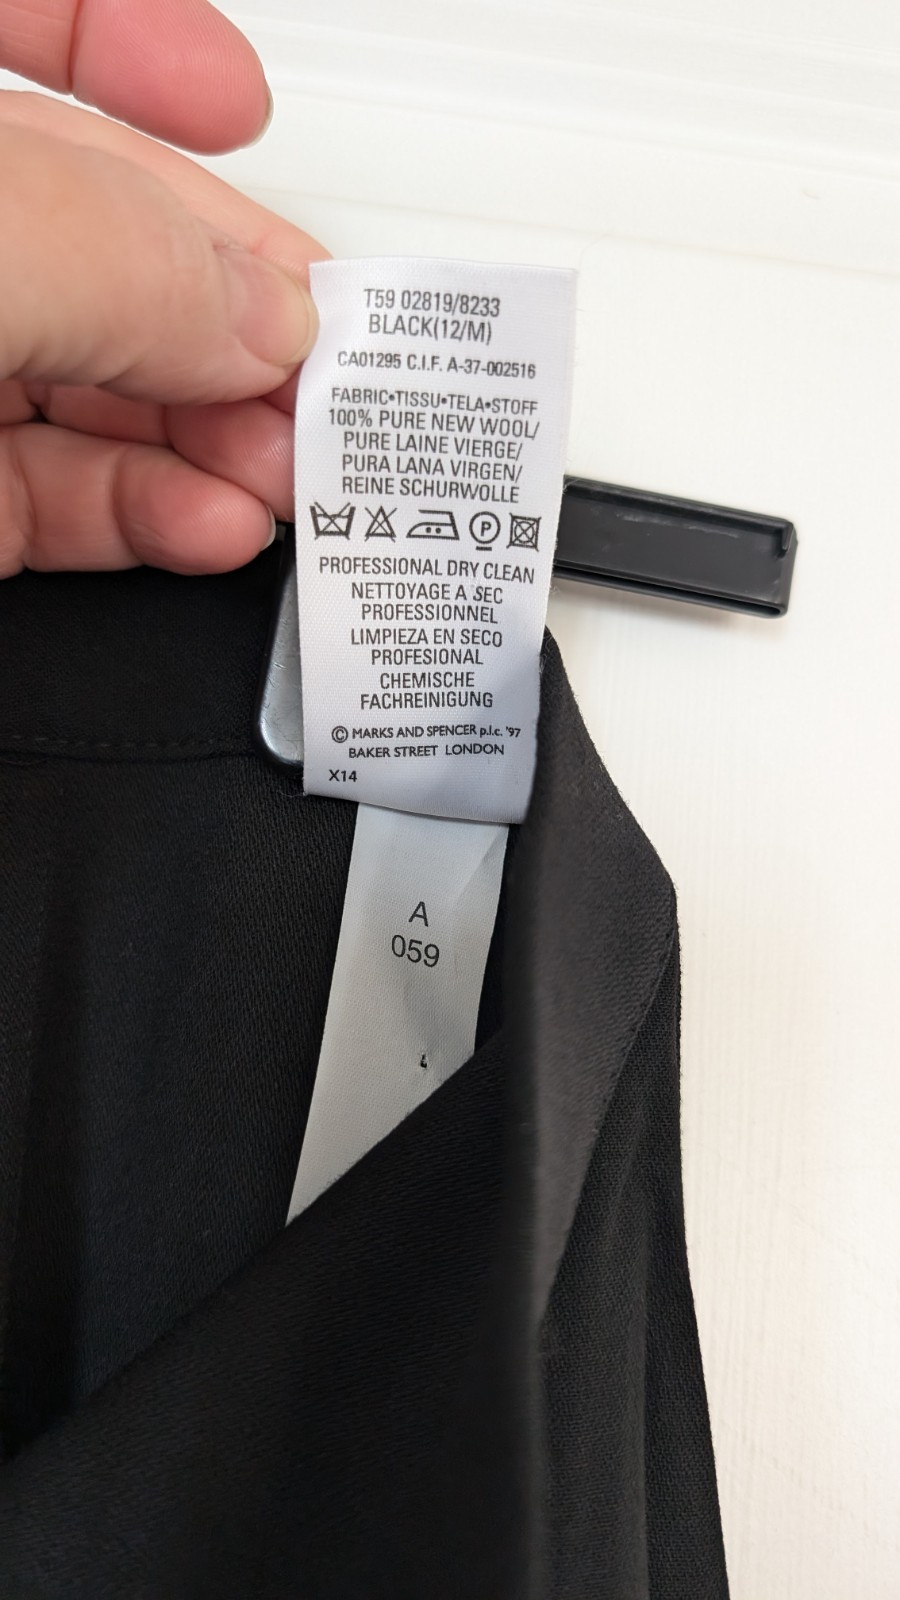 T59 02819/8233
BLACK(12/M)
CA01295 C.I.F. A-37-002516
FABRIC•TISSU•TELA•STOFF
100% PURE NEW WOOL/
PURE LAINE VIERGE/
PURA LANA VIRGEN/
REINE SCHURWOLLE
P
PROFESSIONAL DRY CLEAN
NETTOYAGE A SEC
PROFESSIONNEL
LIMPIEZA EN SECO
PROFESIONAL
CHEMISCHE
FACHREINIGUNG
© MARKS AND SPENCER p.l.c. '97
BAKER STREET LONDON
X14
A
059